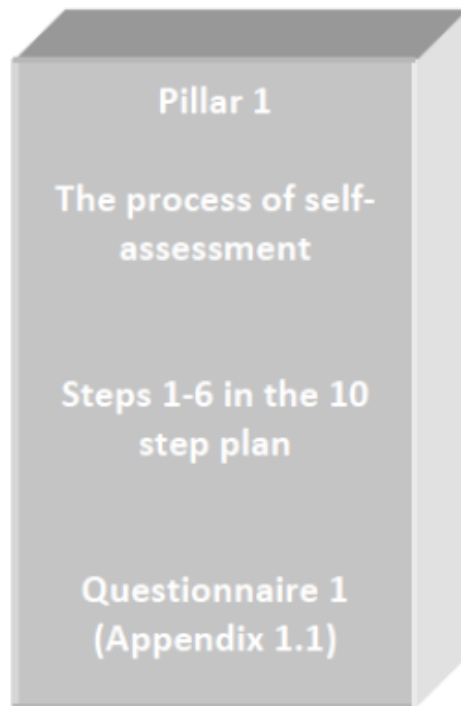 Pillar 1
The process of self-
assessment
Steps 1-6 in the 10
step plan
Questionnaire 1
(Appendix 1.1)